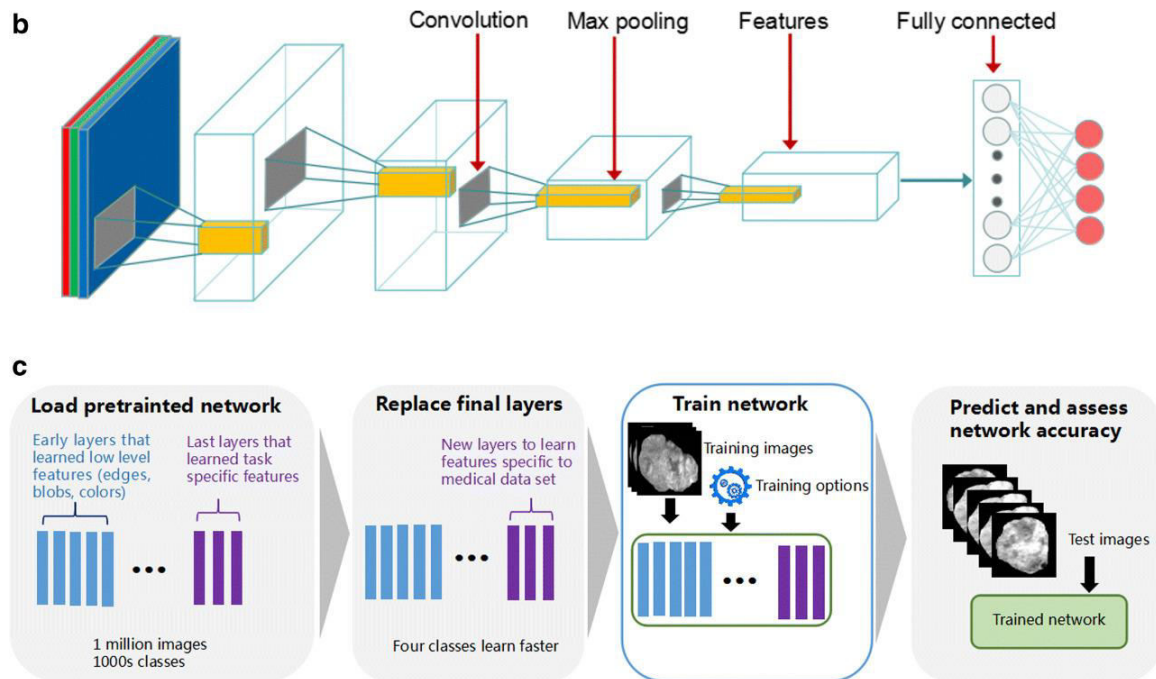 b
Convolution
Max pooling
Features
Fully connected
c
Load pretrainted network
Early layers that
learned low level
features (edges,
blobs, colors)
Last layers that
learned task
specific features
1 million images
1000s classes
Replace final layers
New layers to learn
features specific to
medical data set
Four classes learn faster
Train network
Training images
Training options
Predict and assess
network accuracy
Test images
Trained network